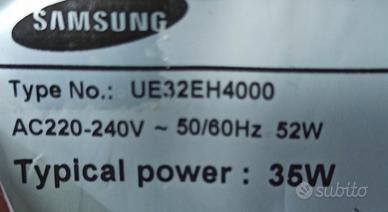 SAMSUNG
Type No.: UE32EH4000
AC220-240V ~ 50/60Hz 52W
Typical power : 35W
subito